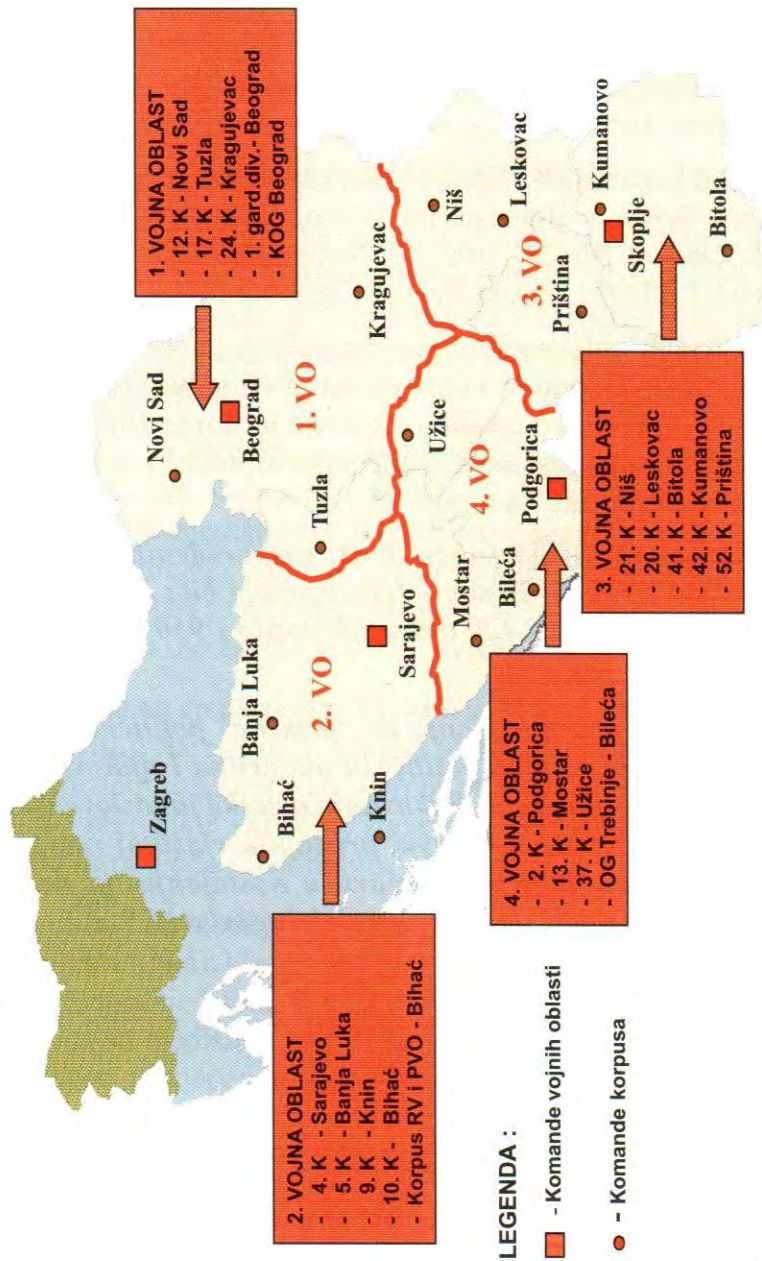 1. VOJNA OBLAST
- 12. K - Novi Sad
- 17. K - Tuzla
- 24. K - Kragujevac
- 1. gard.div.- Beograd
- KOG Beograd
2. VOJNA OBLAST
- 4. K - Sarajevo
- 5. K - Banja Luka
- 9. K - Knin
- 10. K - Bihać
- Korpus RV i PVO - Bihać
Zagreb
Novi Sad
Beograd
Banja Luka
Bihać
Tuzla
1. VO
Kragujevac
2. VO
Knin
Sarajevo
Užice
Niš
Mostar
4. VO
Leskovac
3. VO
Bileća
Podgorica
Priština
Kumanovo
Skoplje
Bitola
4. VOJNA OBLAST
- 2. K - Podgorica
- 13. K - Mostar
- 37. K - Užice
- OG Trebinje - Bileća
3. VOJNA OBLAST
- 21. K - Niš
- 20. K - Leskovac
- 41. K - Bitola
- 42. K - Kumanovo
- 52. K - Priština
LEGENDA :
- Komande vojnih oblasti
- Komande korpusa